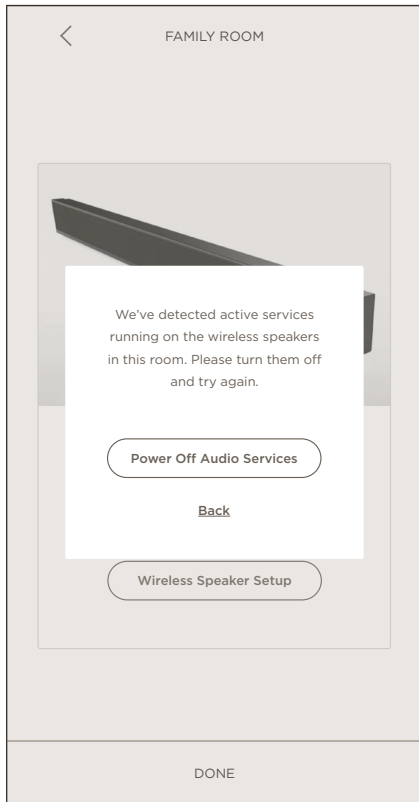 FAMILY ROOM
We've detected active services
running on the wireless speakers
in this room. Please turn them off
and try again.
Power Off Audio Services
Back
Wireless Speaker Setup
DONE